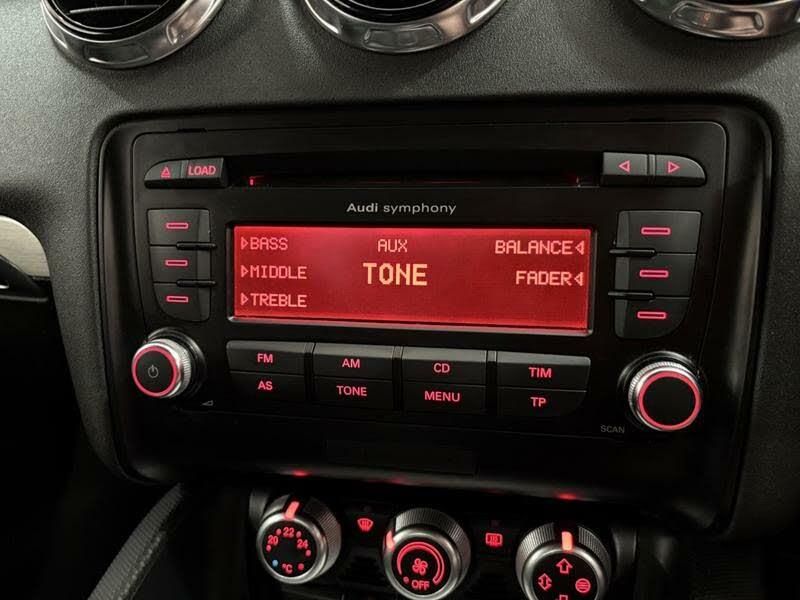 LOAD
Audi symphony
BASS AUX BALANCE
MIDDLE TONE FADER
TREBLE
FM AM CD TIM
AS TONE MENU TP
SCAN
20 22 24
°C
OFF